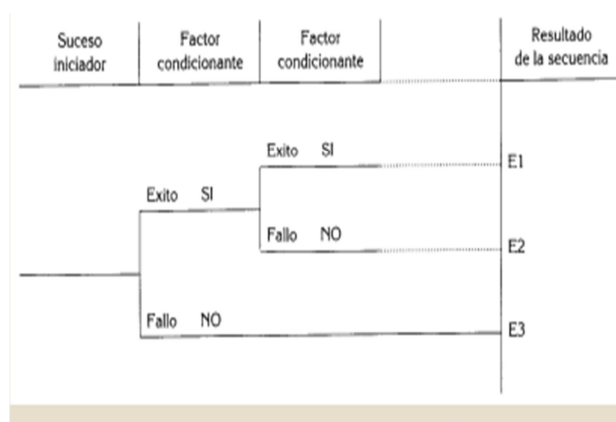 Suceso
iniciador
Factor
condicionante
Factor
condicionante
Resultado
de la secuencia
Exito SI
E1
Exito SI
Fallo NO
E2
Fallo NO
E3